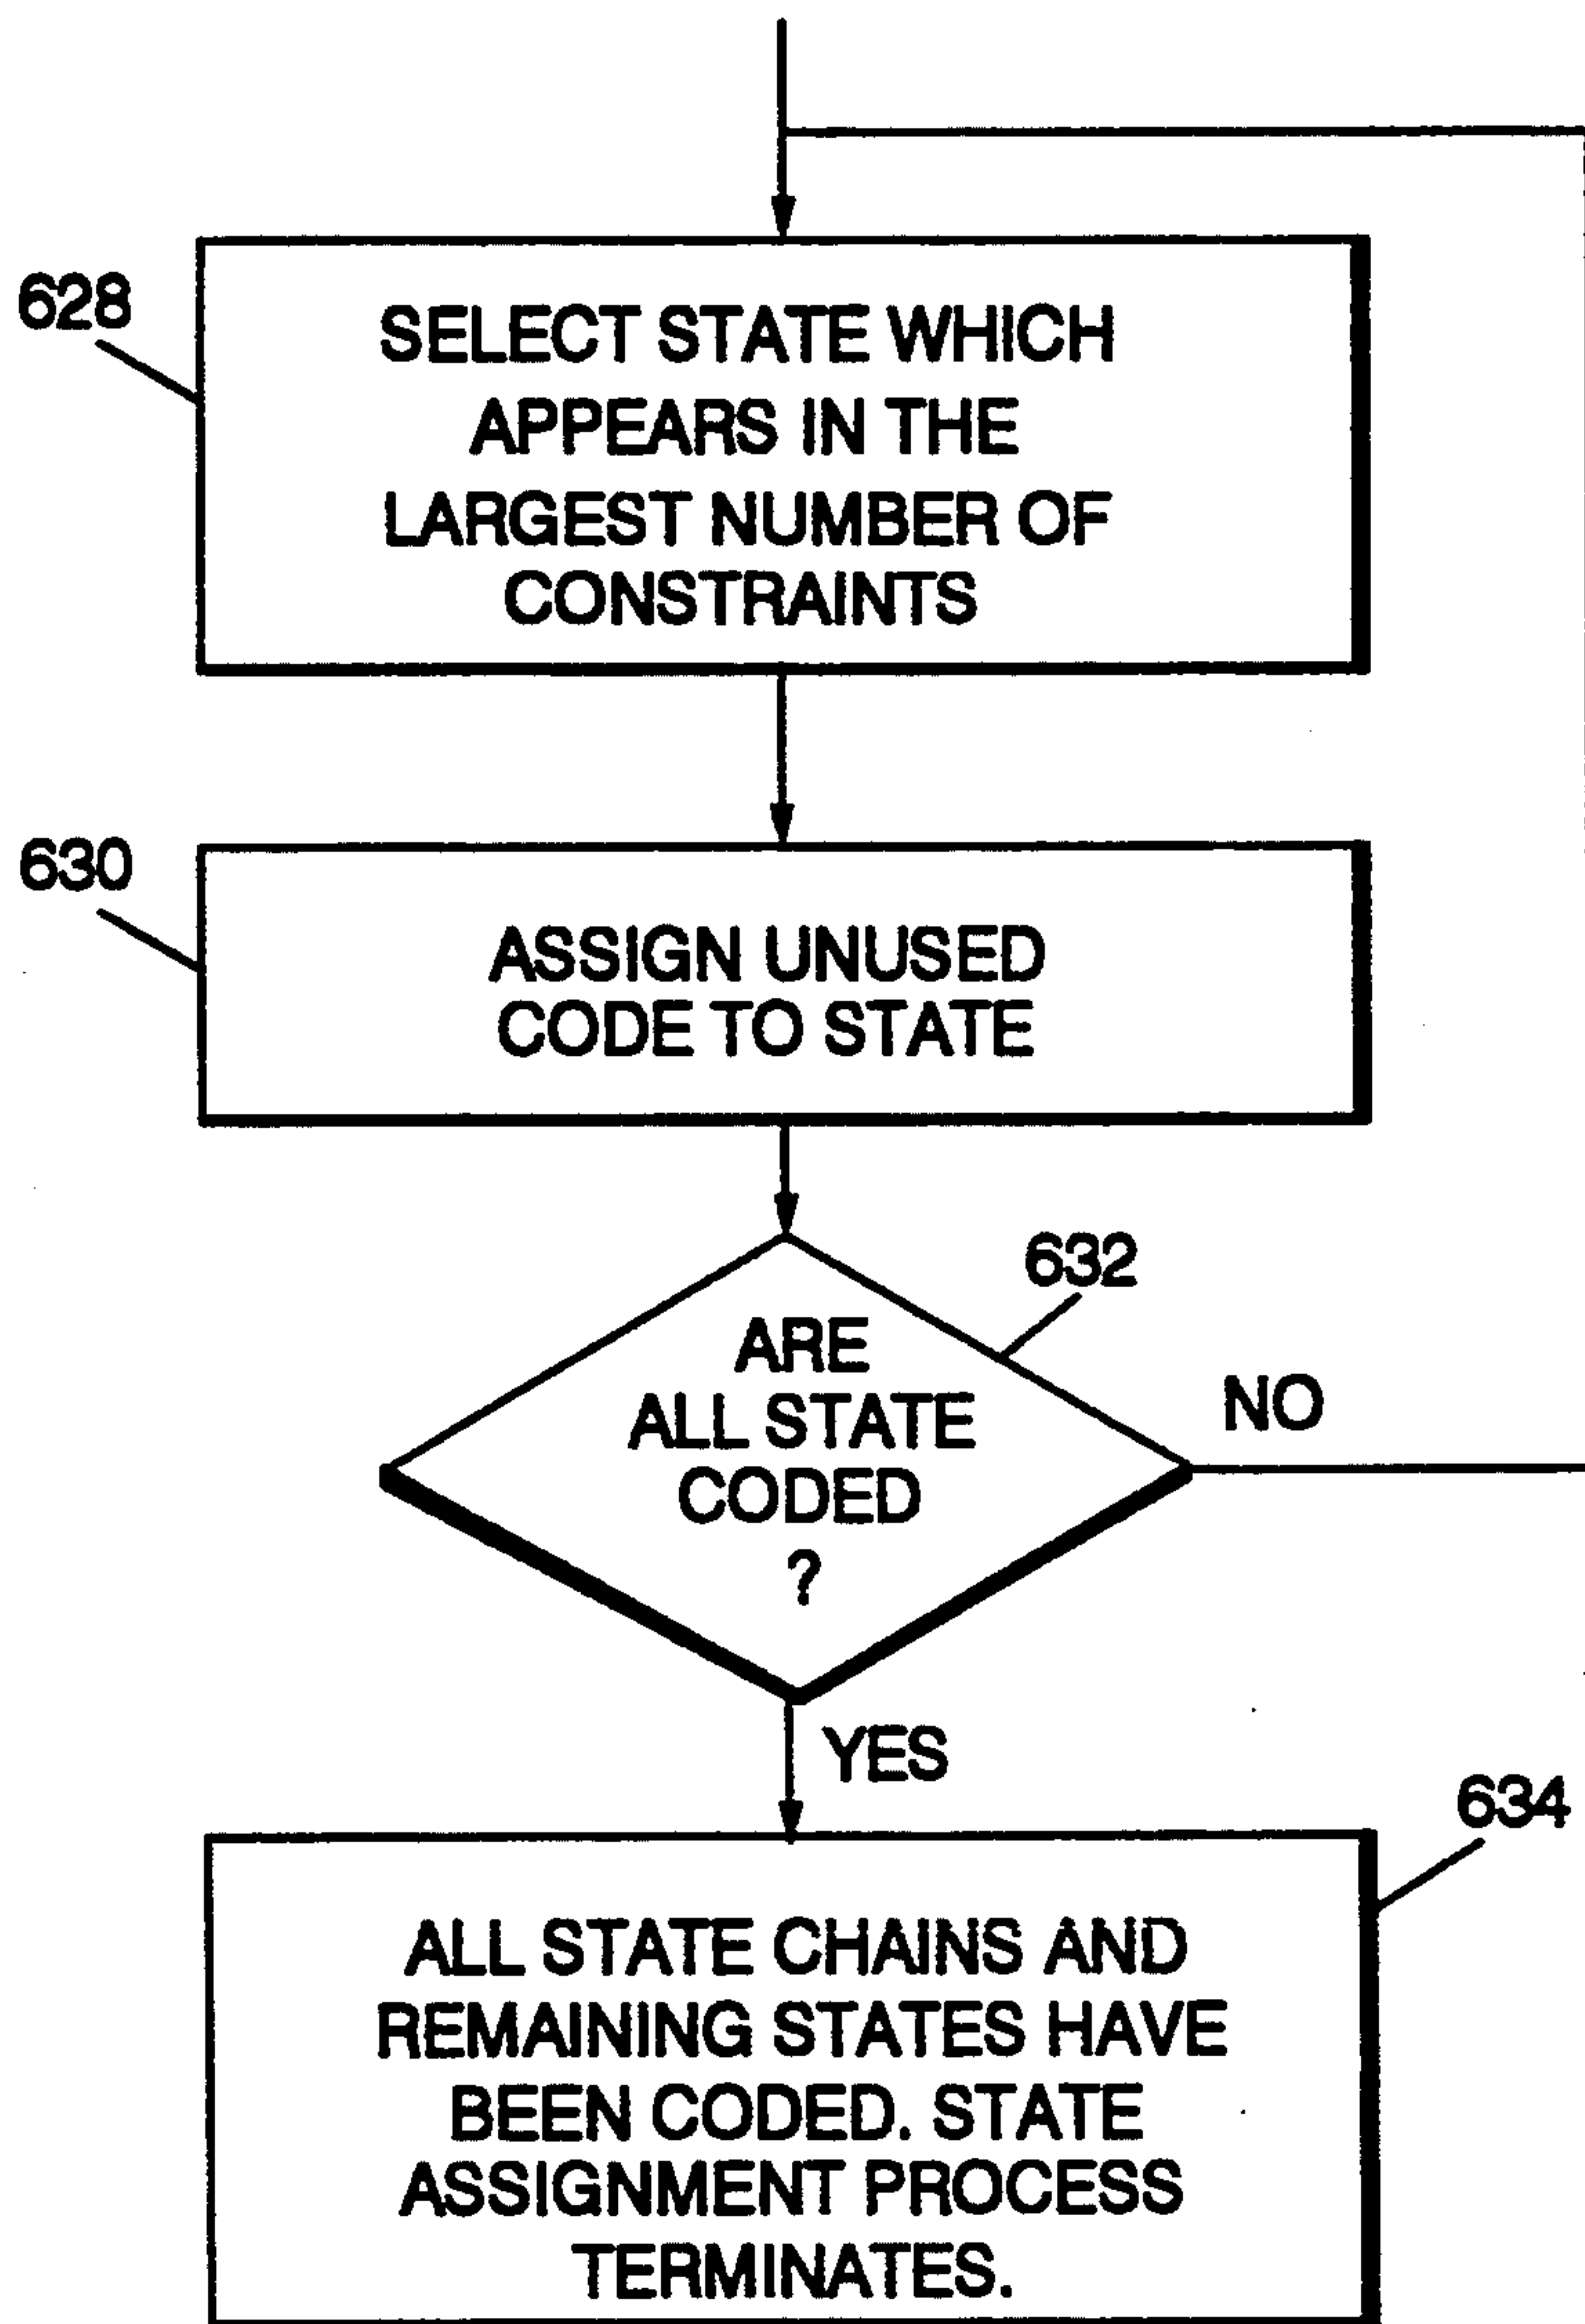 628
SELECT STATE WHICH
APPEARS IN THE
LARGEST NUMBER OF
CONSTRAINTS
630
ASSIGN UNUSED
CODE TO STATE
632
ARE
ALL STATE
CODED
?
NO
YES
634
ALL STATE CHAINS AND
REMAINING STATES HAVE
BEEN CODED. STATE
ASSIGNMENT PROCESS
TERMINATES.